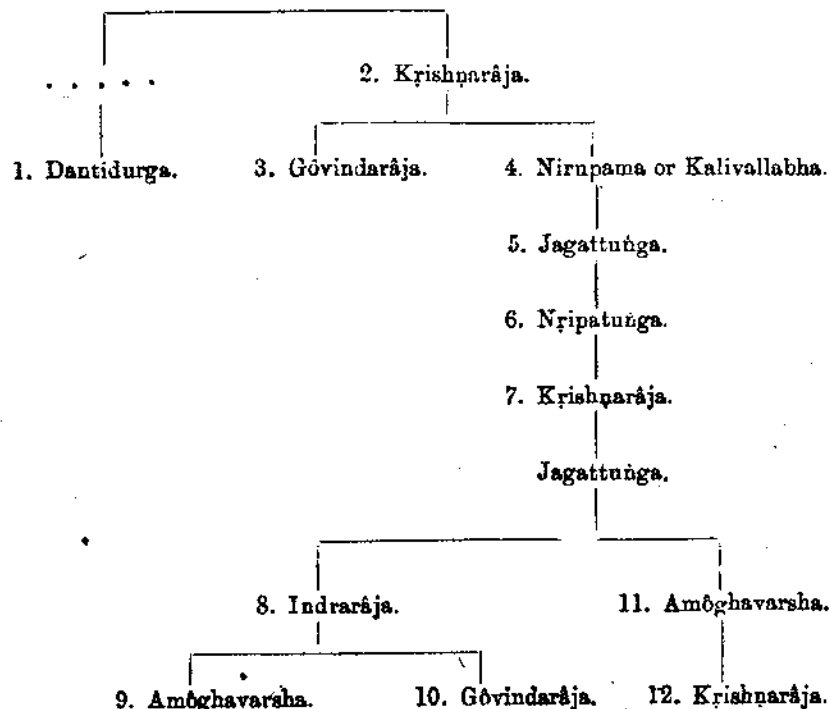 2. Kṛishṇarâja.
. . . . .
1. Dantidurga. 3. Gôvindarâja. 4. Nirupama or Kalivallabha.
5. Jagattuṅga.
6. Nṛipatuṅga.
7. Kṛishṇarâja.
Jagattuṅga.
8. Indrarâja. 11. Amôghavarsha.
9. Amôghavarsha. 10. Gôvindarâja. 12. Kṛishṇarâja.